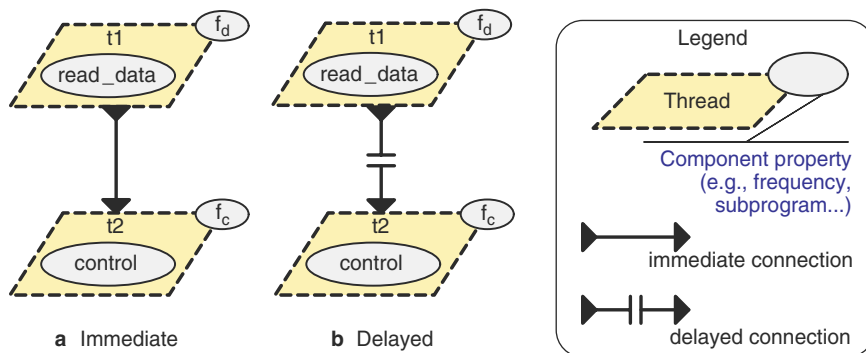 t1
f_d
read_data
t2
f_c
control
a Immediate
t1
f_d
read_data
t2
f_c
control
b Delayed
Legend
Thread
Component property
(e.g., frequency,
subprogram...)
immediate connection
delayed connection